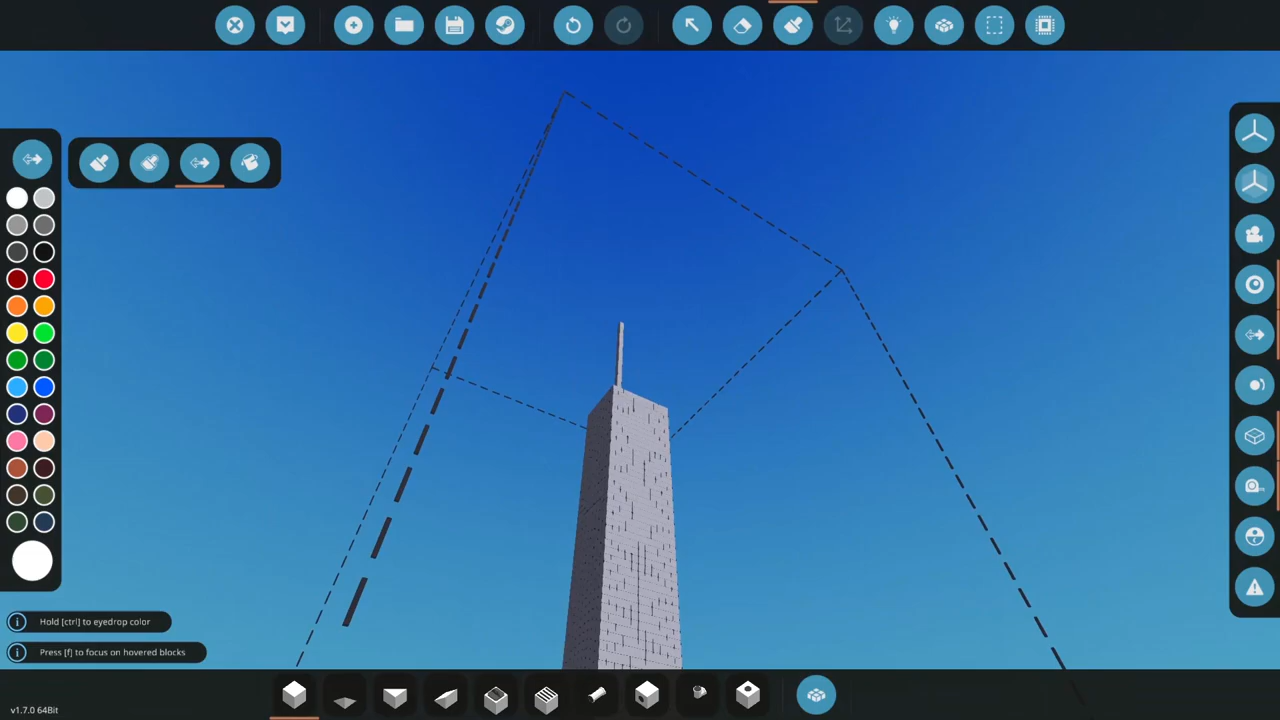 Hold [ctrl] to eyedrop color
Press [f] to focus on hovered blocks
v1.7.0 64Bit